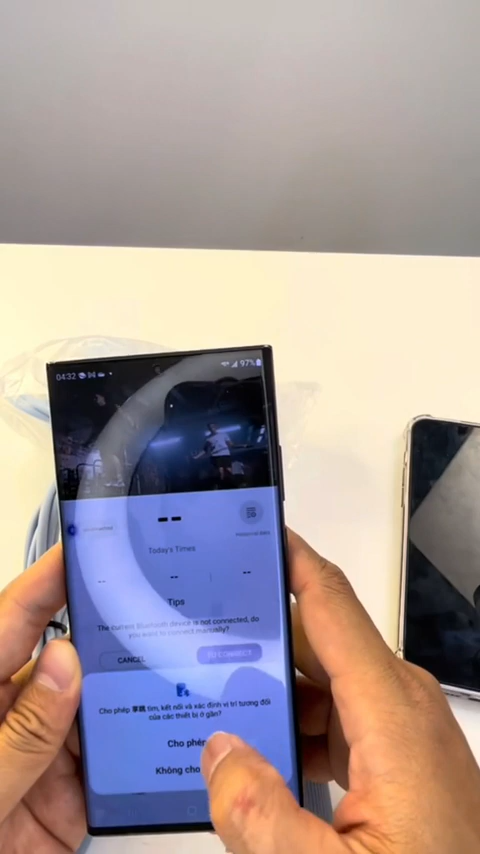 04:32
97%
Today's Times
Tips
The current Bluetooth device is not connected, do
you want to connect manually?
CANCEL
TO CONNECT
Cho phép 享跳 tìm, kết nối và xác định vị trí tương đối
của các thiết bị ở gần?
Cho phép
Không cho